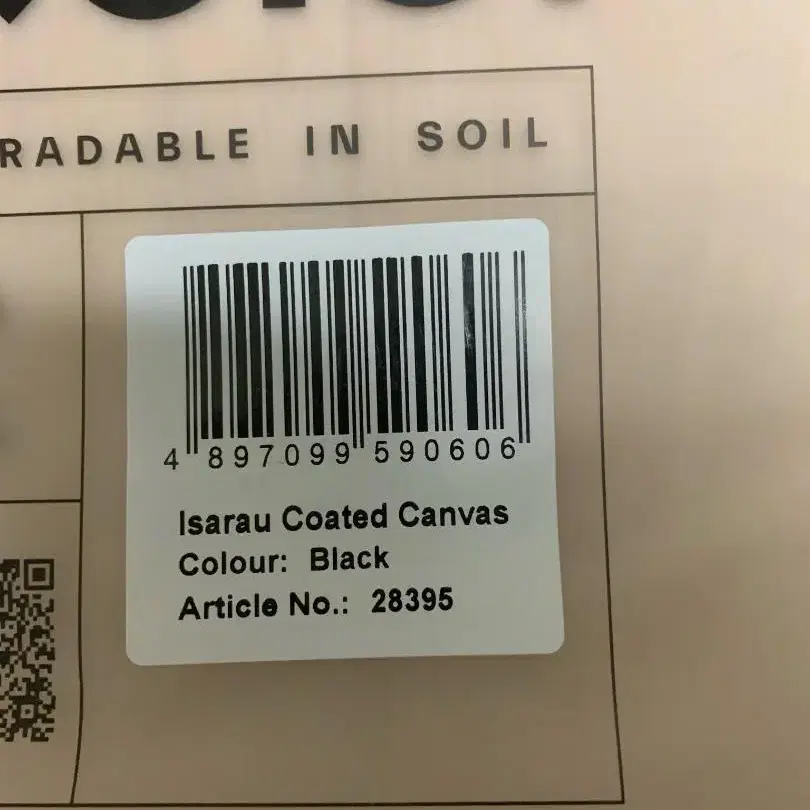 RADABLE IN SOIL
4 897099 590606
Isarau Coated Canvas
Colour: Black
Article No.: 28395